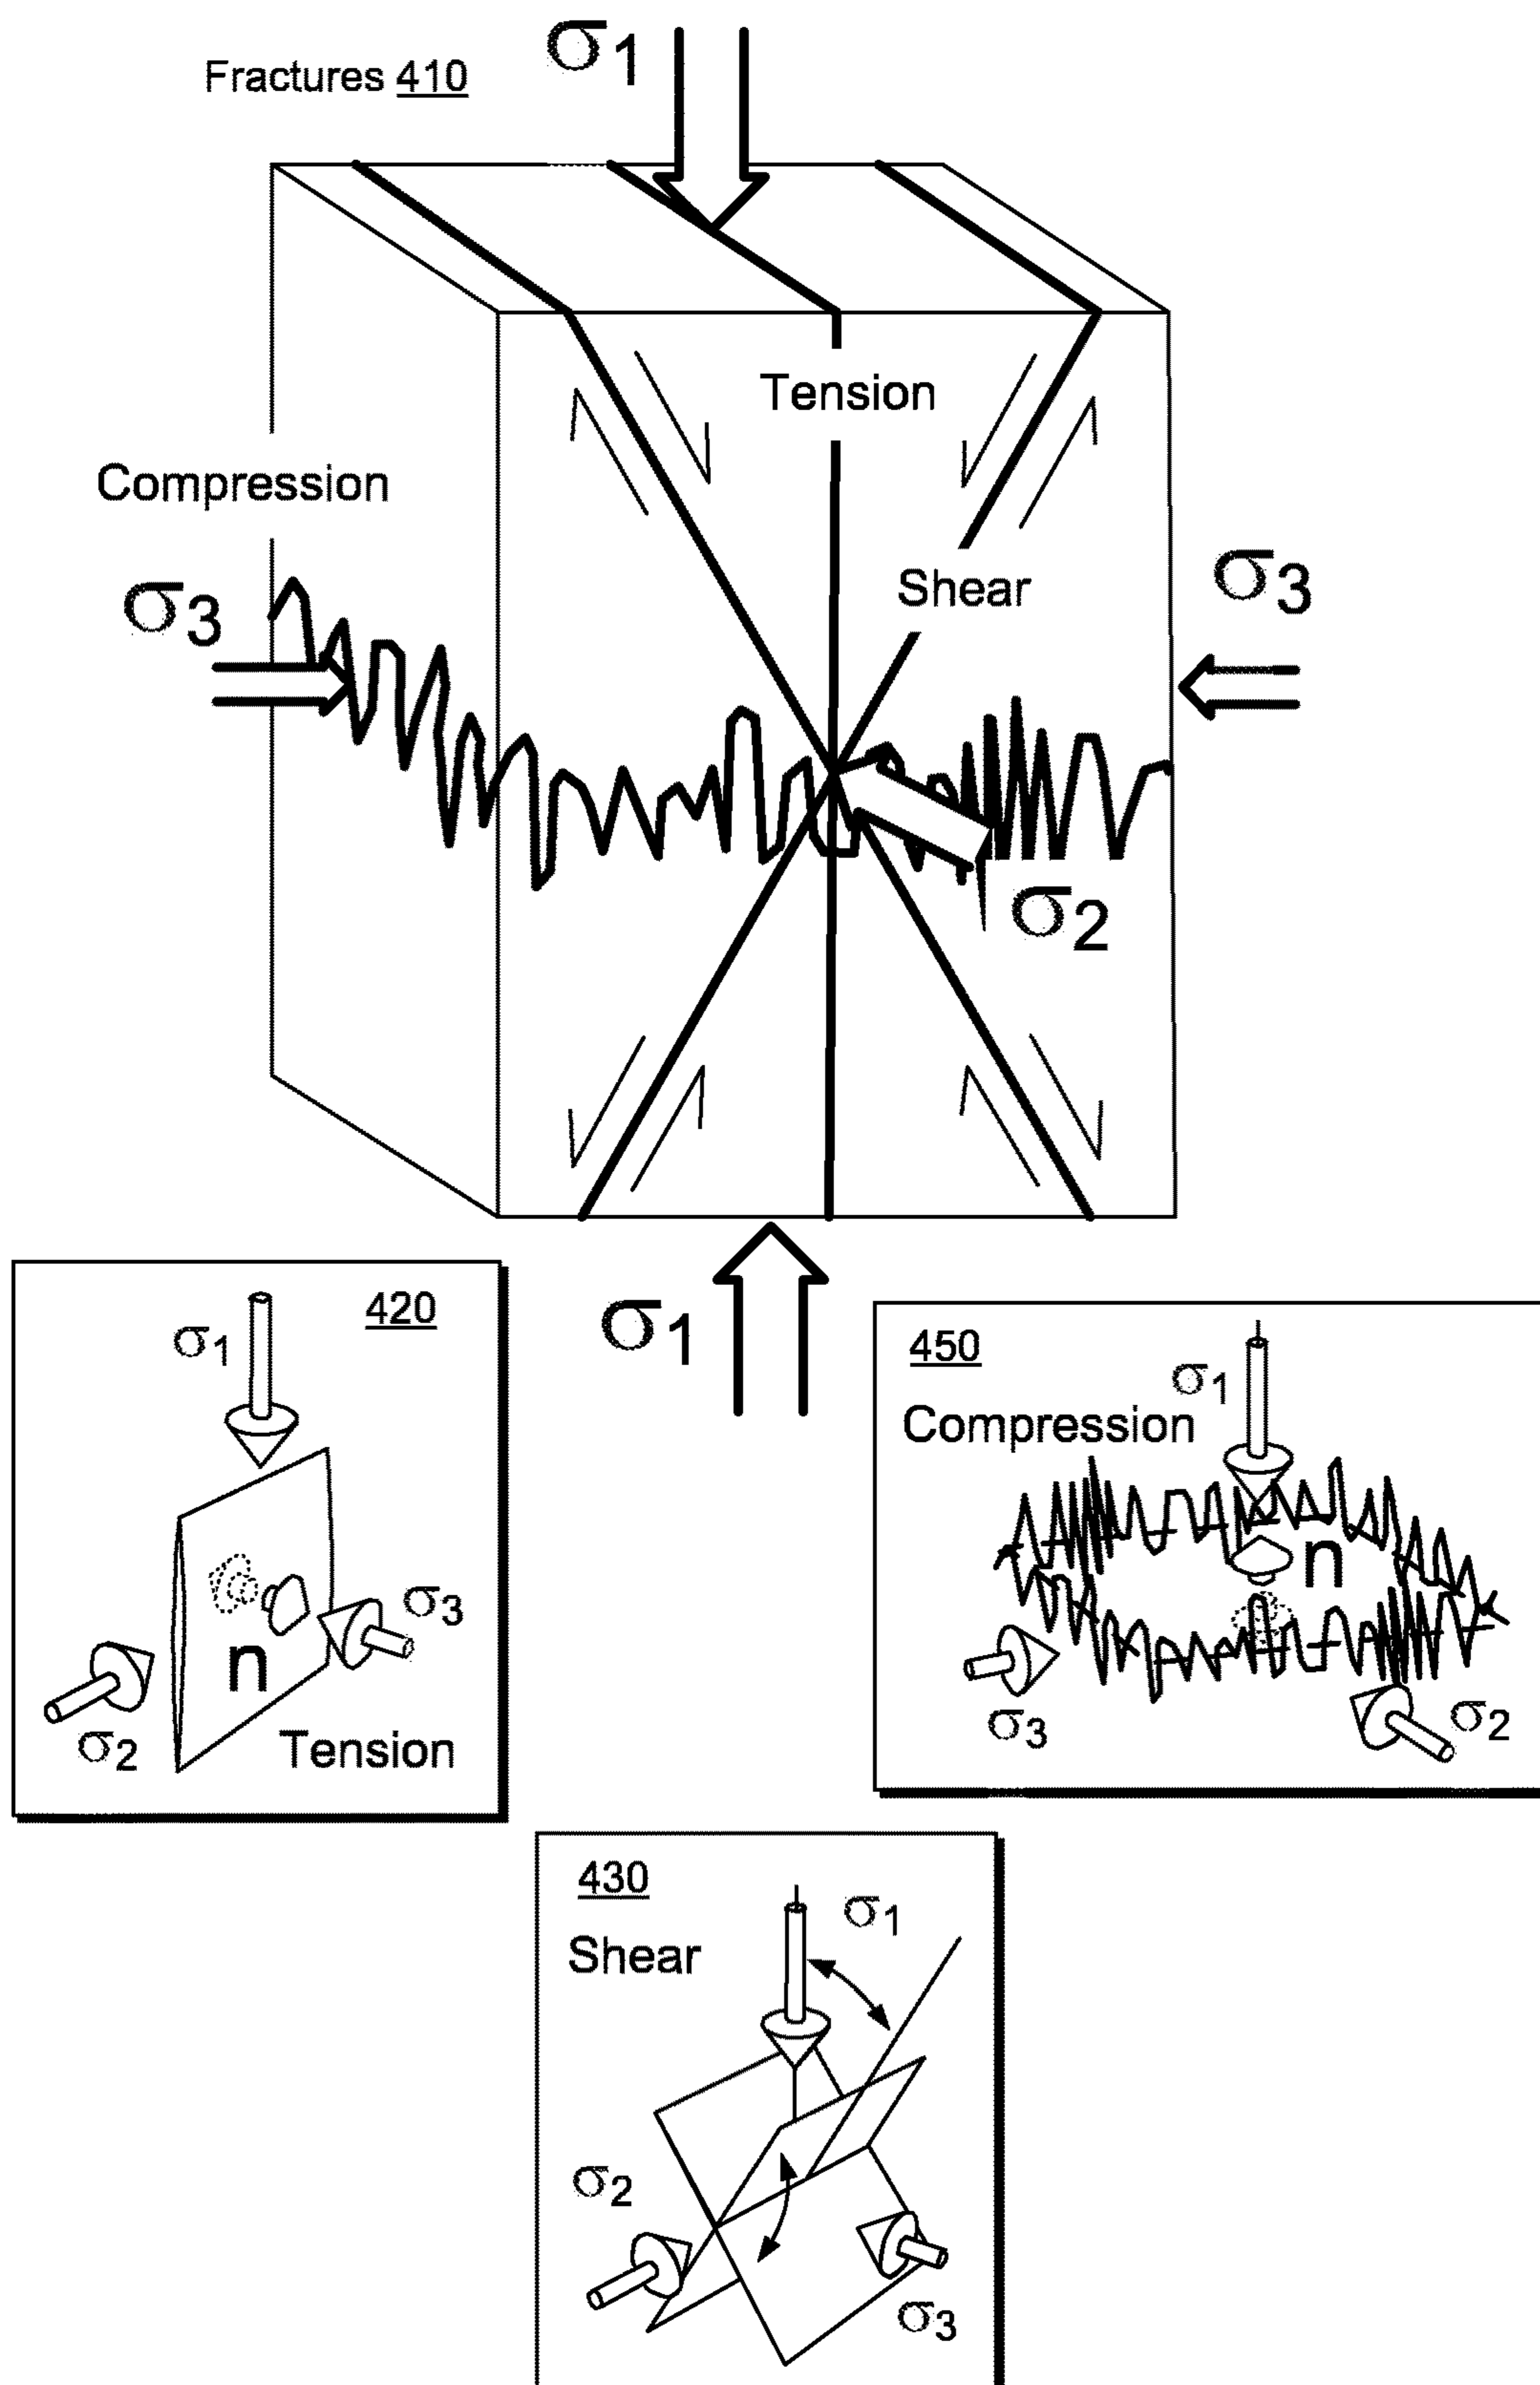 σ1
Fractures 410
Tension
Compression
Shear
σ3
σ3
σ2
σ1
420
σ1
σ3
n
σ2
Tension
450
σ1
Compression
n
σ3
σ2
430
σ1
Shear
σ2
σ3